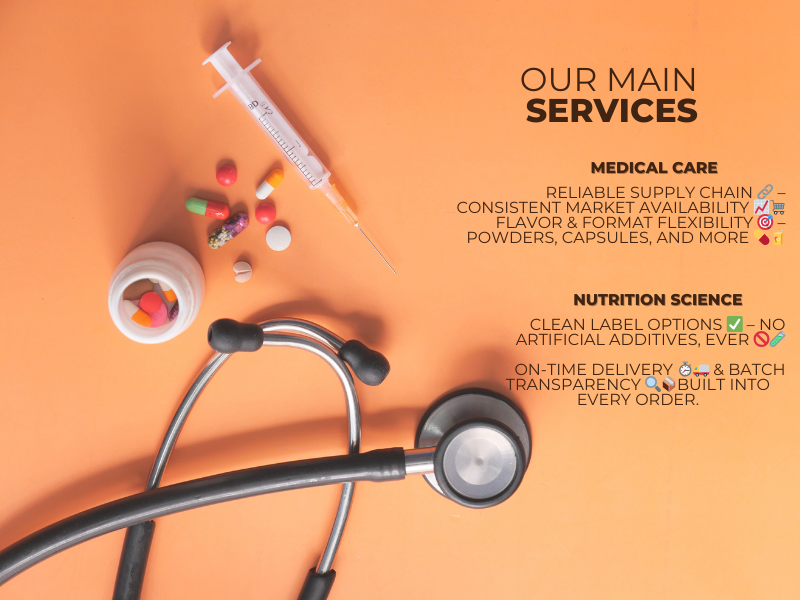 OUR MAIN
SERVICES
MEDICAL CARE
RELIABLE SUPPLY CHAIN 🔗 –
CONSISTENT MARKET AVAILABILITY 📈🛒
FLAVOR & FORMAT FLEXIBILITY 🎯 –
POWDERS, CAPSULES, AND MORE 💊🥤
NUTRITION SCIENCE
CLEAN LABEL OPTIONS ✅ – NO
ARTIFICIAL ADDITIVES, EVER 🚫🧪
ON-TIME DELIVERY ⏱🚚 & BATCH
TRANSPARENCY 🔍📦BUILT INTO
EVERY ORDER.